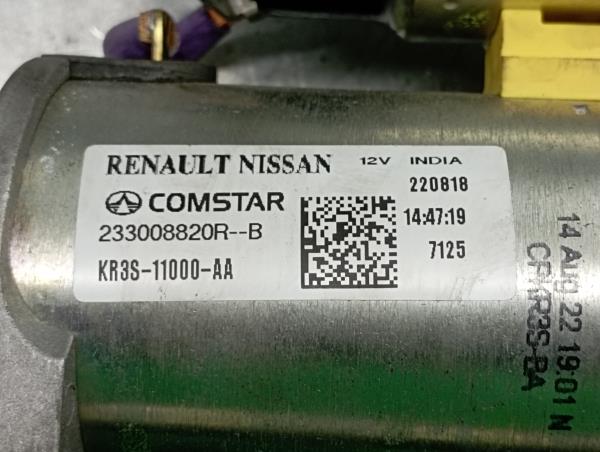 RENAULT NISSAN 12V INDIA
220818
COMSTAR 14:47:19
233008820R--B
7125
KR3S-11000-AA
14 Aug 22 19:01 N